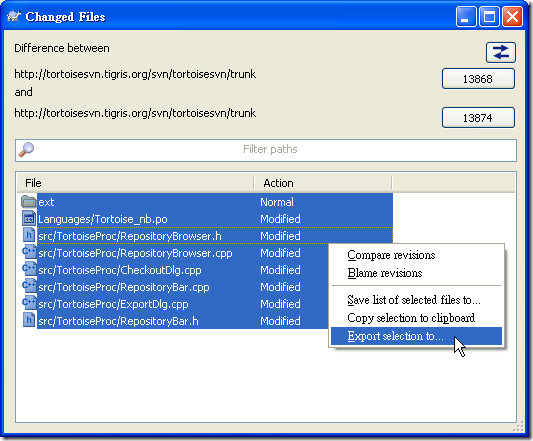 Changed Files
Difference between
http://tortoisesvn.tigris.org/svn/tortoisesvn/trunk
13868
and
http://tortoisesvn.tigris.org/svn/tortoisesvn/trunk
13874
Filter paths
File Action
ext Normal
Languages/Tortoise_nb.po Modified
src/TortoiseProc/RepositoryBrowser.h Modified
src/TortoiseProc/RepositoryBrowser.cpp Modified
src/TortoiseProc/CheckoutDlg.cpp Modified
src/TortoiseProc/RepositoryBar.cpp Modified
src/TortoiseProc/ExportDlg.cpp Modified
src/TortoiseProc/RepositoryBar.h Modified
Compare revisions
Blame revisions
Save list of selected files to...
Copy selection to clipboard
Export selection to...